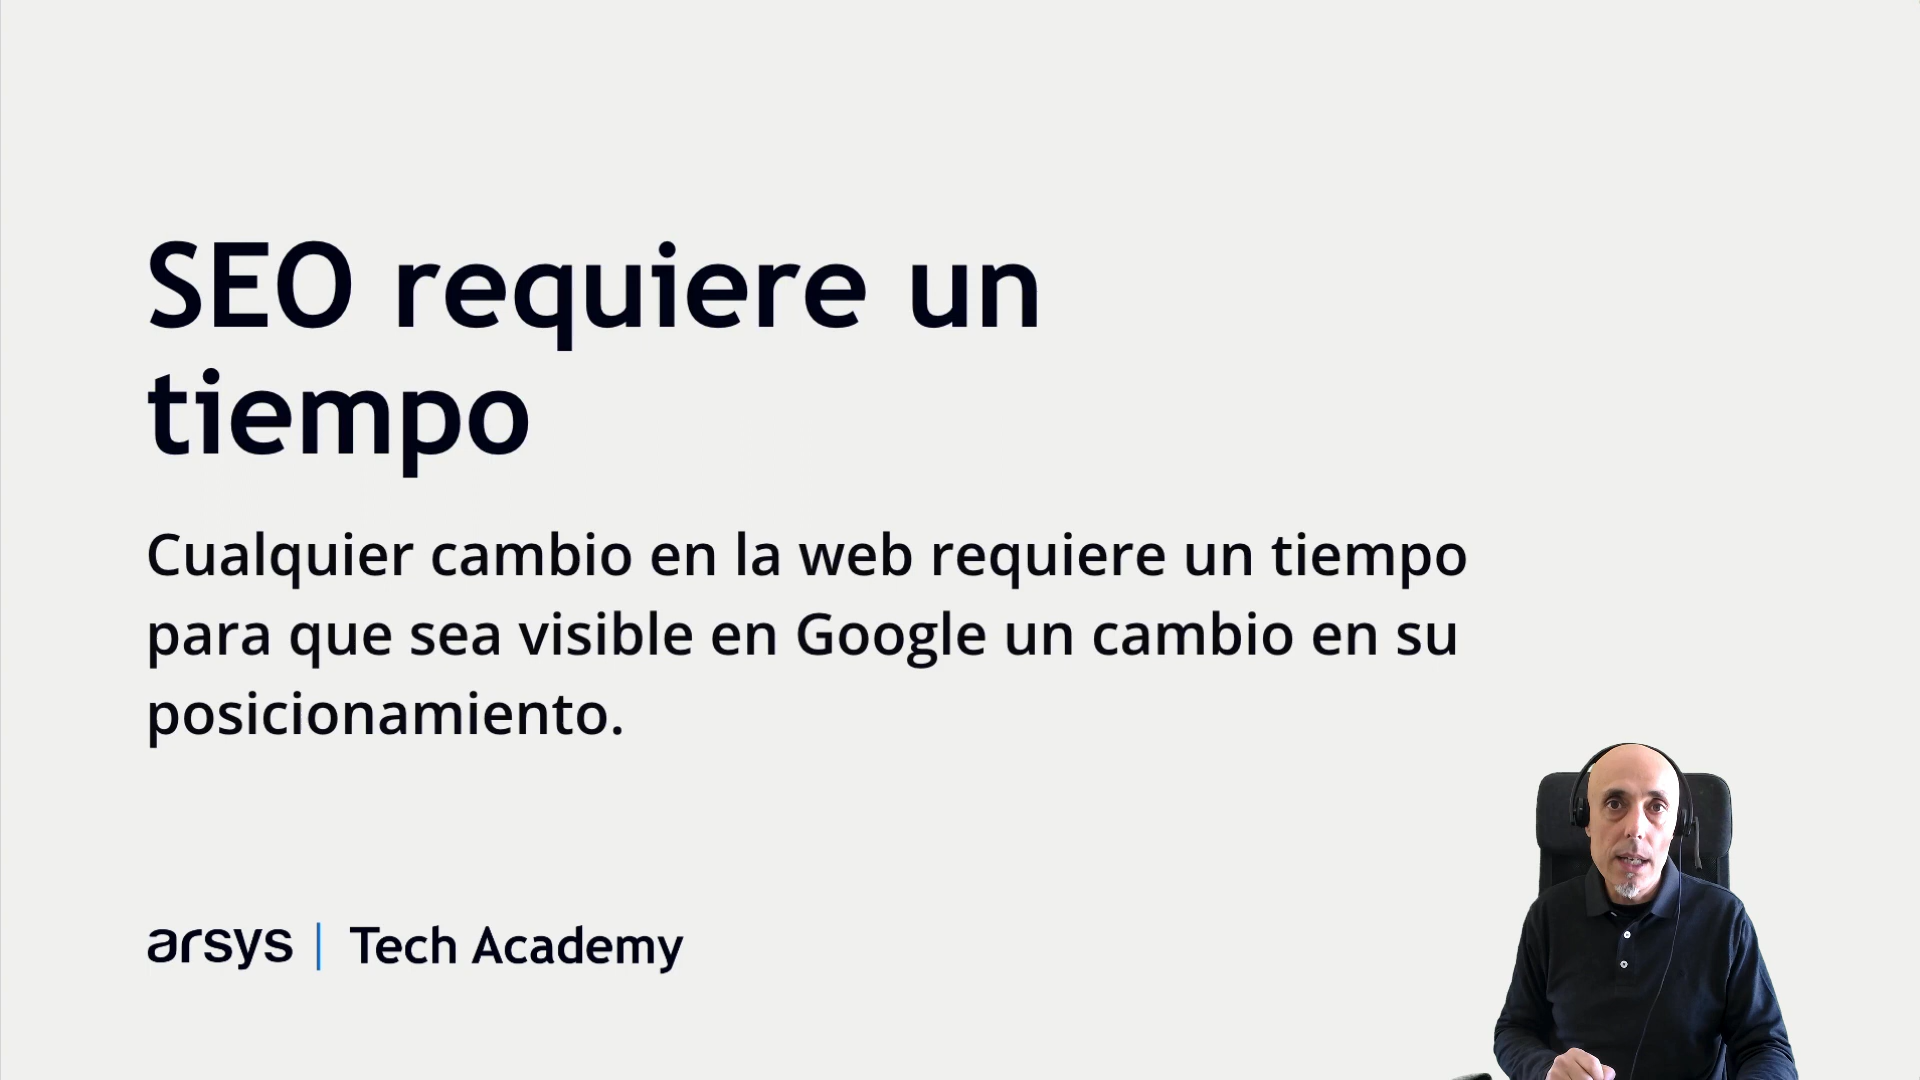 SEO requiere un
tiempo
Cualquier cambio en la web requiere un tiempo
para que sea visible en Google un cambio en su
posicionamiento.
arsys | Tech Academy